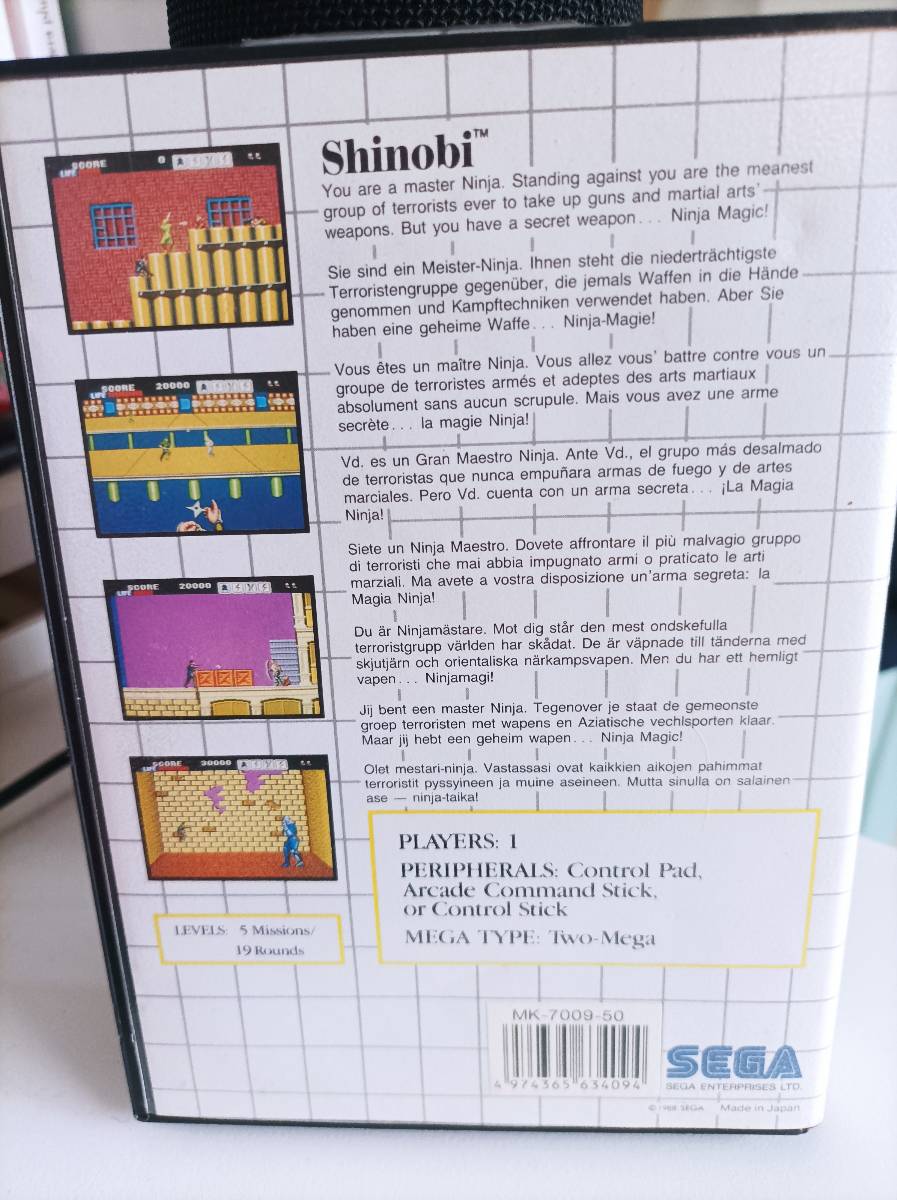 Shinobi™
You are a master Ninja. Standing against you are the meanest
group of terrorists ever to take up guns and martial arts'
weapons. But you have a secret weapon... Ninja Magic!
Sie sind ein Meister-Ninja. Ihnen steht die niederträchtigste
Terroristengruppe gegenüber, die jemals Waffen in die Hände
genommen und Kampftechniken verwendet haben. Aber Sie
haben eine geheime Waffe... Ninja-Magie!
Vous êtes un maître Ninja. Vous allez vous' battre contre vous un
groupe de terroristes armés et adeptes des arts martiaux
absolument sans aucun scrupule. Mais vous avez une arme
secrète... la magie Ninja!
Vd. es un Gran Maestro Ninja. Ante Vd., el grupo más desalmado
de terroristas que nunca empuñara armas de fuego y de artes
marciales. Pero Vd. cuenta con un arma secreta... ¡La Magia
Ninja!
Siete un Ninja Maestro. Dovete affrontare il più malvagio gruppo
di terroristi che mai abbia impugnato armi o praticato le arti
marziali. Ma avete a vostra disposizione un'arma segreta: la
Magia Ninja!
Du är Ninjamästare. Mot dig står den mest ondskefulla
terroristgrupp världen har skådat. De är väpnade till tänderna med
skjutjärn och orientaliska närkampsvapen. Men du har ett hemligt
vapen... Ninjamagi!
Jij bent een master Ninja. Tegenover je staat de gemeonste
groep terroristen met wapens en Aziatische vechlsporten klaar.
Maar jij hebt een geheim wapen... Ninja Magic!
Olet mestari-ninja. Vastassasi ovat kaikkien aikojen pahimmat
terroristit pyssyineen ja muine aseineen. Mutta sinulla on salainen
ase — ninja-taika!
SCORE 0
LIFE
SCORE 20000
LIFE
SCORE 20000
LIFE
SCORE 30000
LIFE
PLAYERS: 1
PERIPHERALS: Control Pad,
Arcade Command Stick,
or Control Stick
MEGA TYPE: Two-Mega
LEVELS: 5 Missions/
19 Rounds
MK-7009-50
4 974365 634094
SEGA
SEGA ENTERPRISES LTD.
© 1988 SEGA Made in Japan